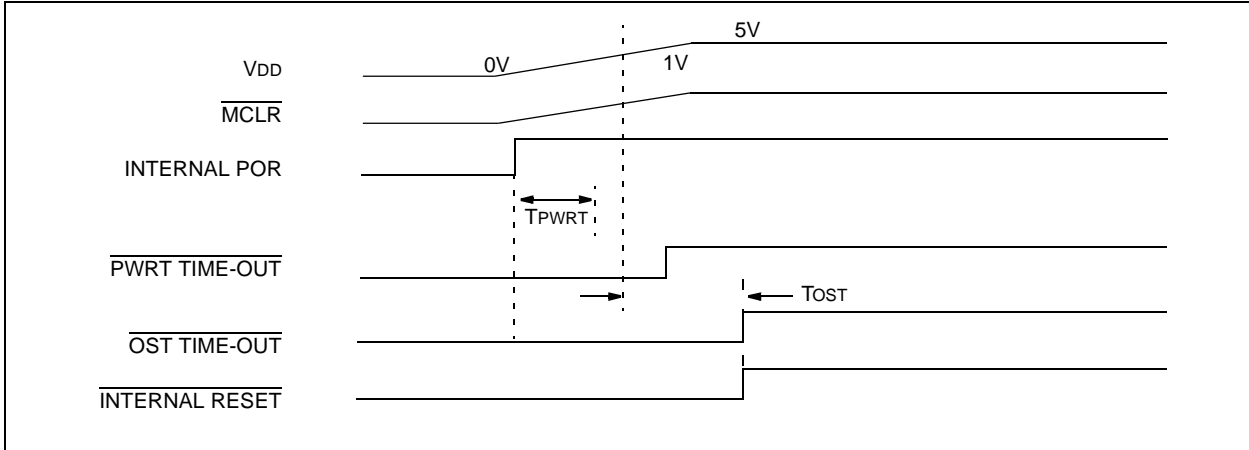 5V
VDD
0V
1V
MCLR
INTERNAL POR
TPWRT
PWRT TIME-OUT
TOST
OST TIME-OUT
INTERNAL RESET